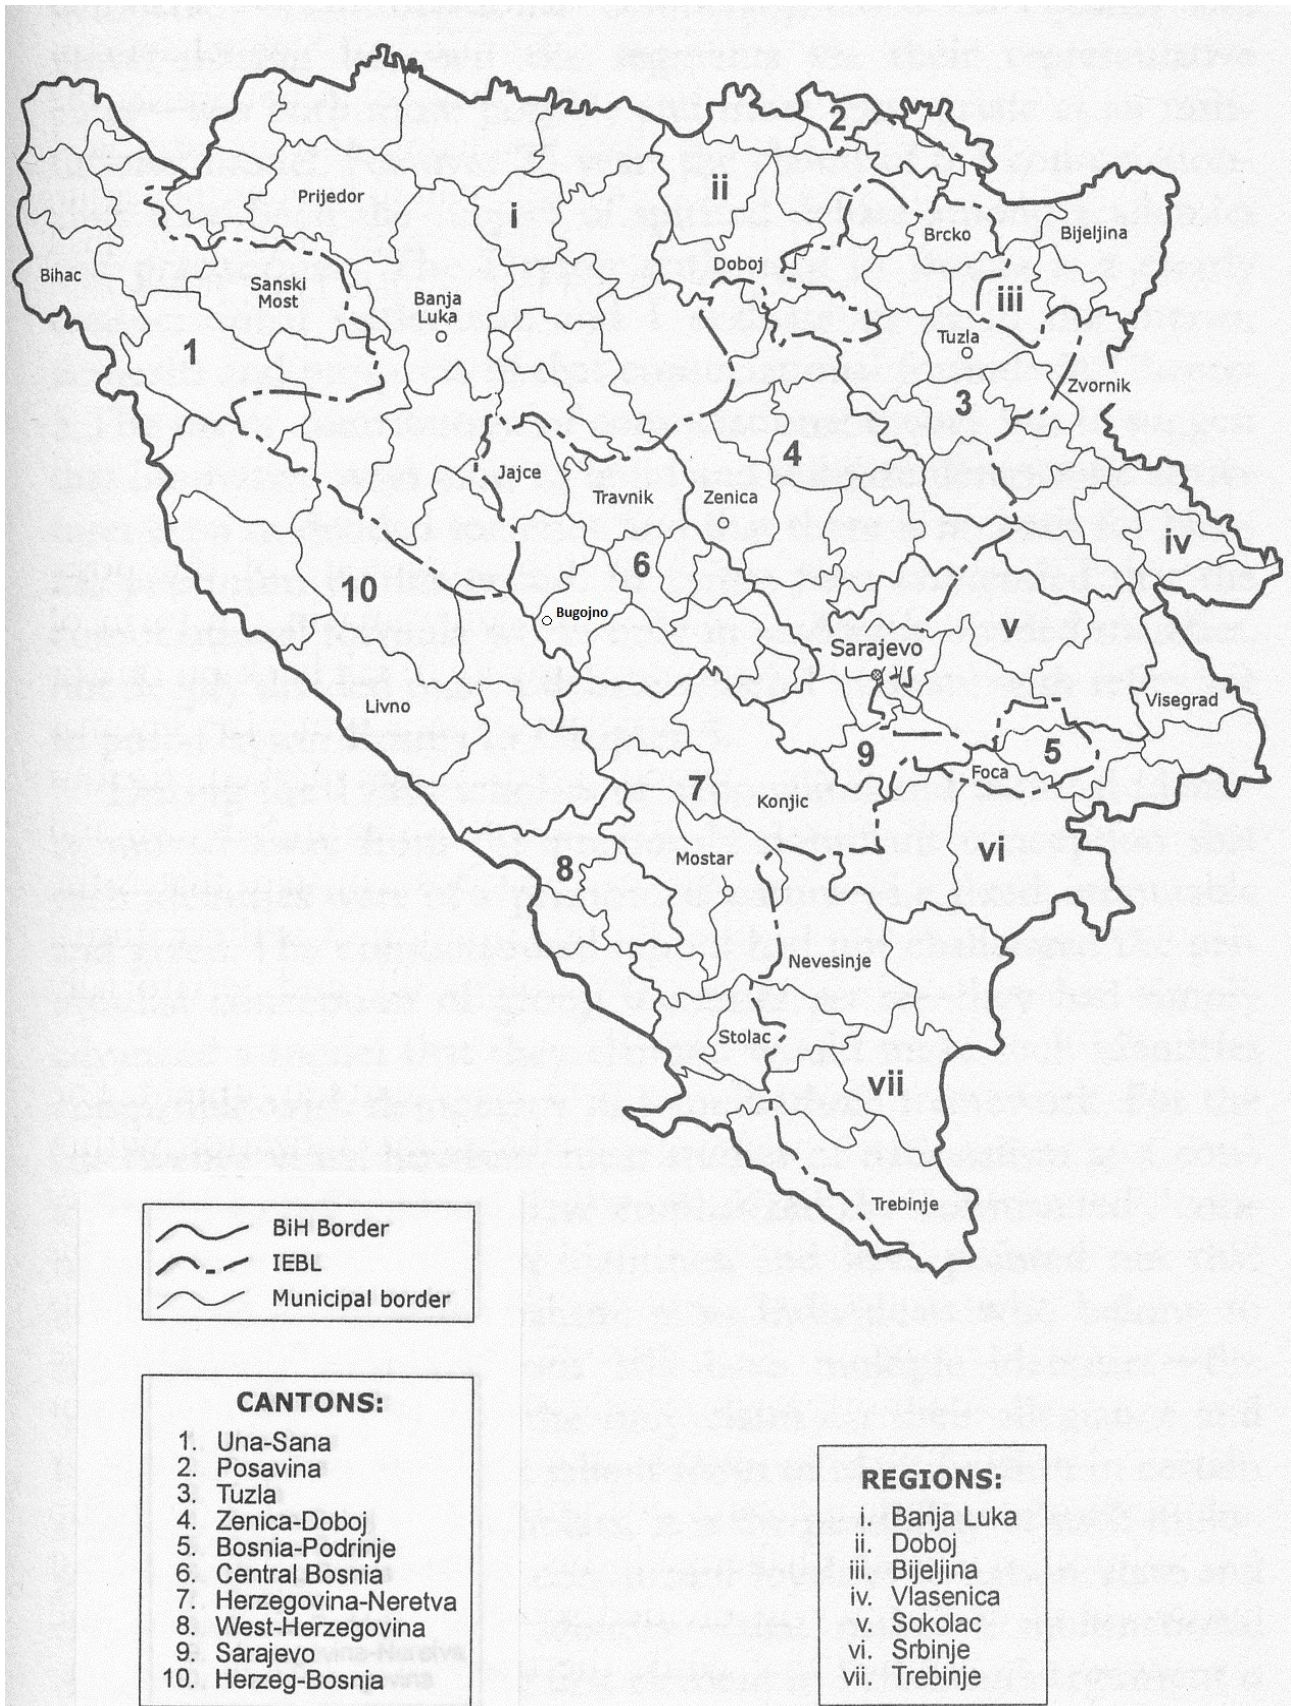 2
Prijedor
ii
i
Brcko
Bijeljina
Bihac
Doboj
Sanski
Most
iii
Banja
Luka
Tuzla
1
Zvornik
3
4
Jajce
Travnik
Zenica
iv
6
10
Bugojno
v
Sarajevo
Visegrad
Livno
9
5
Foca
7
Konjic
vi
Mostar
8
Nevesinje
Stolac
vii
Trebinje
BiH Border
IEBL
Municipal border
CANTONS:
1. Una-Sana
2. Posavina
3. Tuzla
4. Zenica-Doboj
5. Bosnia-Podrinje
6. Central Bosnia
7. Herzegovina-Neretva
8. West-Herzegovina
9. Sarajevo
10. Herzeg-Bosnia
REGIONS:
i. Banja Luka
ii. Doboj
iii. Bijeljina
iv. Vlasenica
v. Sokolac
vi. Srbinje
vii. Trebinje